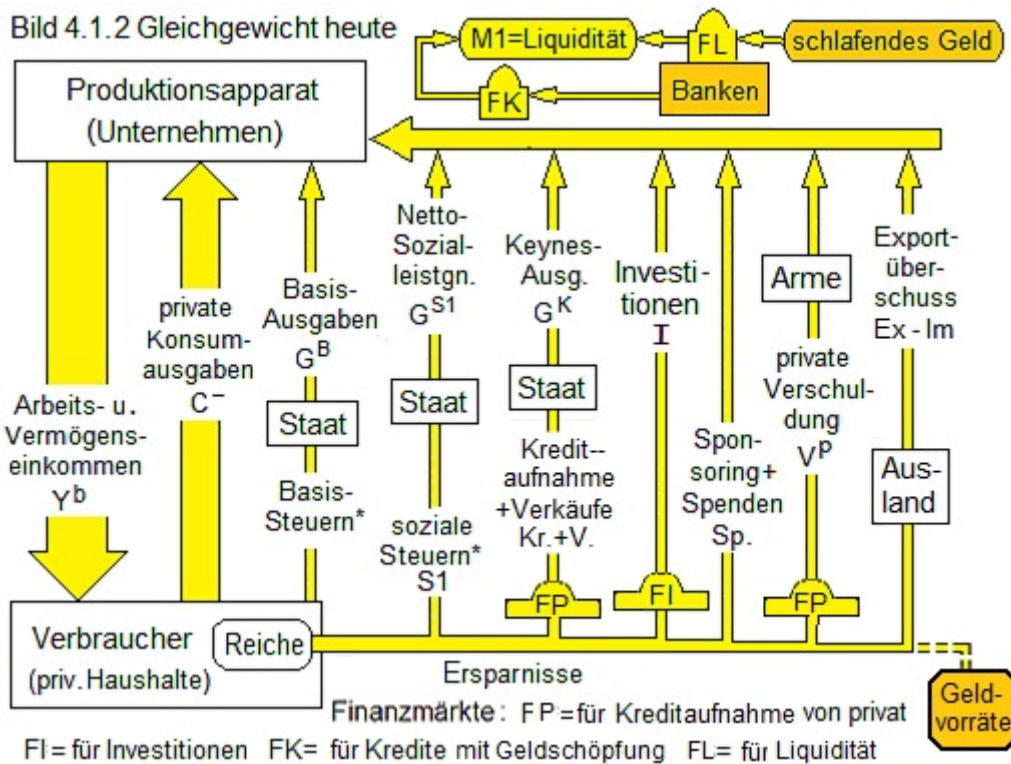 Bild 4.1.2 Gleichgewicht heute
M1=Liquidität
FL
schlafendes Geld
FK
Banken
Produktionsapparat
(Unternehmen)
Arbeits- u.
Vermögens-
einkommen
Y^b
private
Konsum-
ausgaben
C^-
Basis-
Ausgaben
G^B
Staat
Basis-
Steuern*
Netto-
Sozial-
leistgn.
G^S1
Staat
soziale
Steuern*
S1
Keynes-
Ausg.
G^K
Staat
Kredit--
aufnahme
+Verkäufe
Kr.+V.
FP
Investi-
tionen
I
FI
Spon-
soring+
Spenden
Sp.
Arme
private
Verschul-
dung
V^p
FP
Export-
über-
schuss
Ex-Im
Aus-
land
Verbraucher
(priv.Haushalte)
Reiche
Ersparnisse
Geld-
vorräte
Finanzmärkte: FP=für Kreditaufnahme von privat
FI= für Investitionen FK= für Kredite mit Geldschöpfung FL= für Liquidität